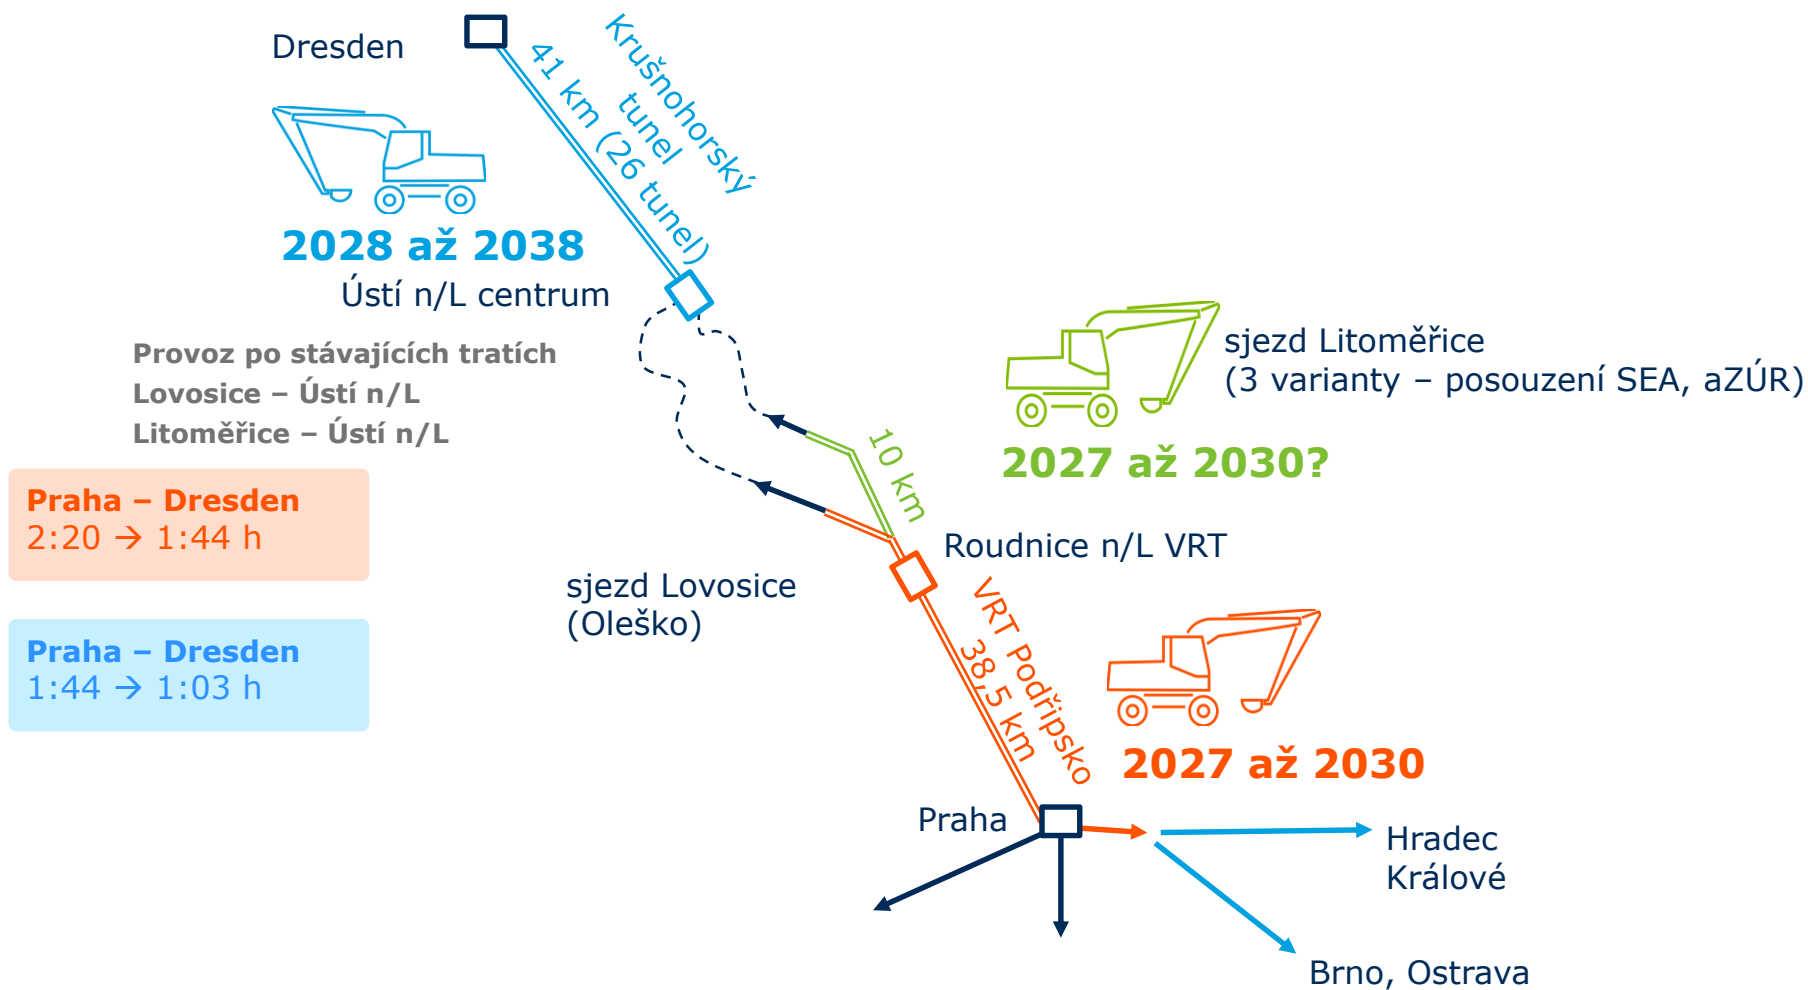 Dresden
Krušnohorský
tunel
41 km (26 tunel)
2028 až 2038
Ústí n/L centrum
Provoz po stávajících tratích
Lovosice – Ústí n/L
Litoměřice – Ústí n/L
sjezd Litoměřice
(3 varianty – posouzení SEA, aZÚR)
2027 až 2030?
10 km
Praha – Dresden
2:20 → 1:44 h
Roudnice n/L VRT
sjezd Lovosice
(Oleško)
Praha – Dresden
1:44 → 1:03 h
VRT Podřipsko
38,5 km
2027 až 2030
Praha
Hradec
Králové
Brno, Ostrava